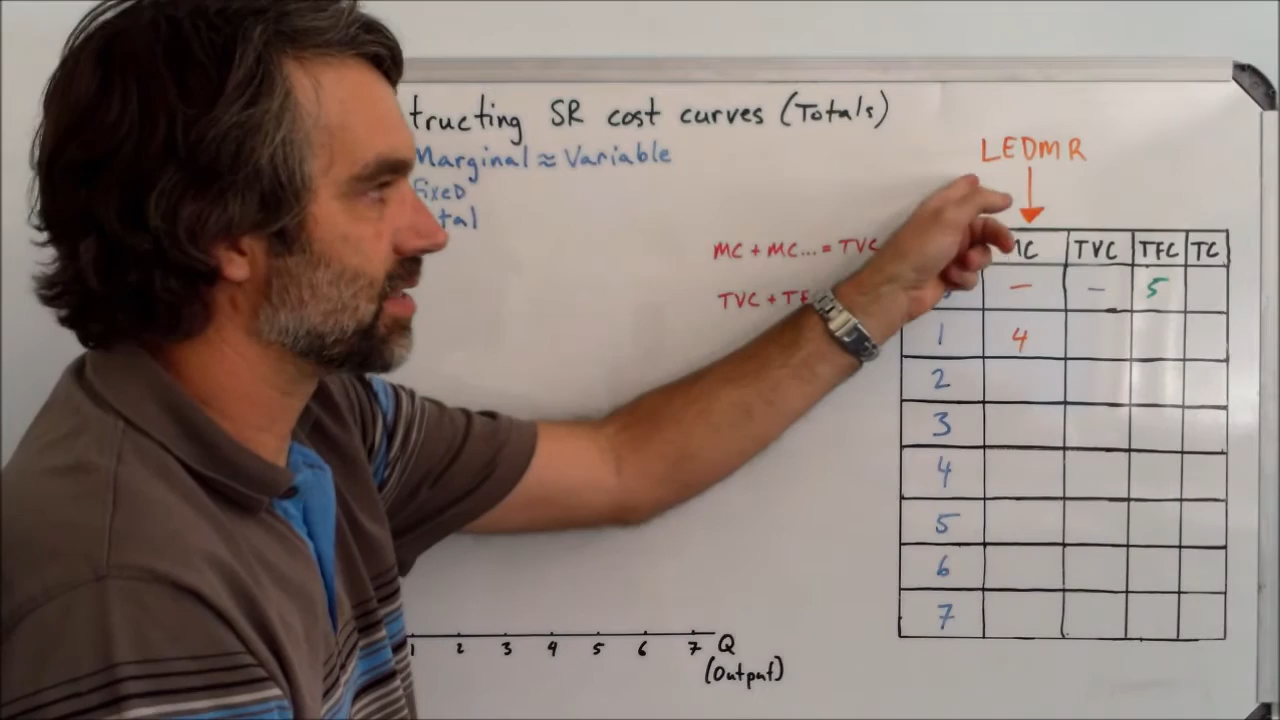 tructing SR cost curves (Totals)
Marginal ≈ Variable
fixed
tal
LEDMR
MC + MC... = TVC
TVC + TF
MC TVC TFC TC
— — 5
1 4
2
3
4
5
6
7
1 2 3 4 5 6 7 Q
(Output)